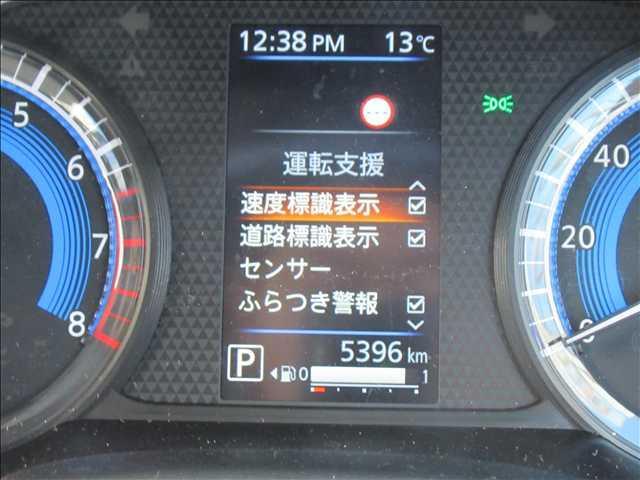 12:38 PM 13℃
---
運転支援
速度標識表示
道路標識表示
センサー
ふらつき警報
5396 km
P 0 1
5
6
7
8
40
20
0